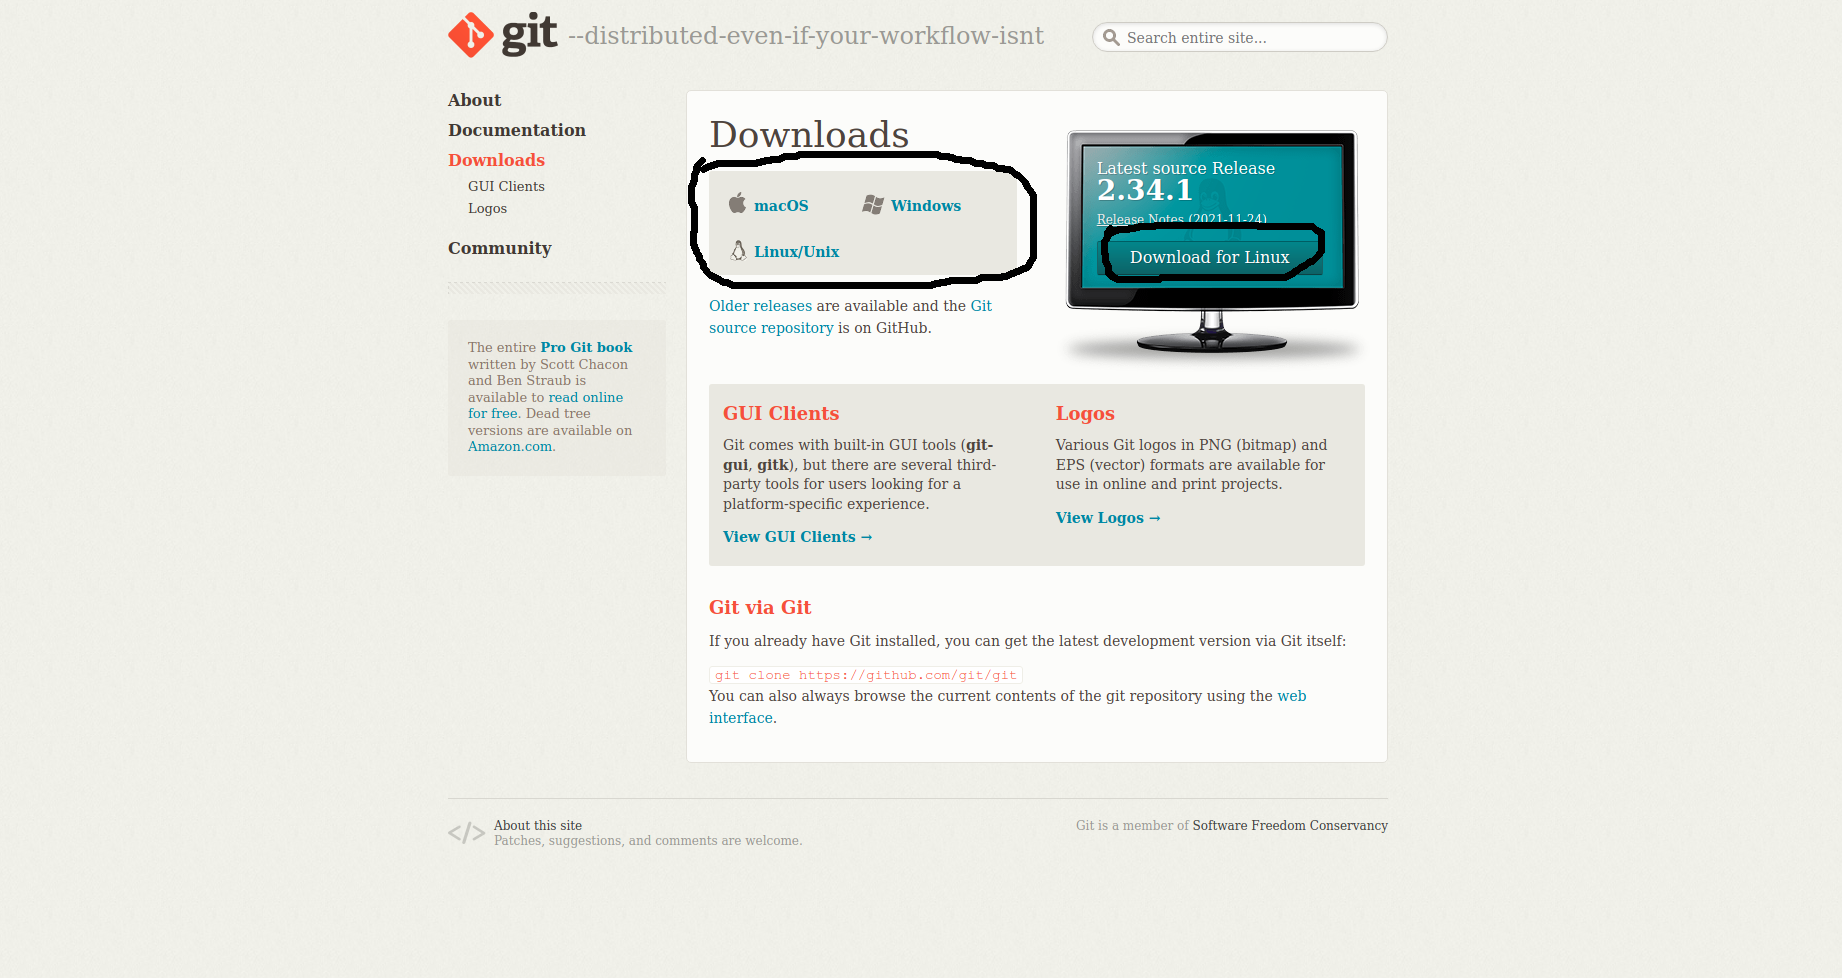 git --distributed-even-if-your-workflow-isnt
Search entire site...
About
Documentation
Downloads
GUI Clients
Logos
Community
The entire Pro Git book
written by Scott Chacon
and Ben Straub is
available to read online
for free. Dead tree
versions are available on
Amazon.com.
Downloads
macOS
Windows
Linux/Unix
Older releases are available and the Git
source repository is on GitHub.
Latest source Release
2.34.1
Release Notes (2021-11-24)
Download for Linux
GUI Clients
Git comes with built-in GUI tools (git-
gui, gitk), but there are several third-
party tools for users looking for a
platform-specific experience.
View GUI Clients →
Logos
Various Git logos in PNG (bitmap) and
EPS (vector) formats are available for
use in online and print projects.
View Logos →
Git via Git
If you already have Git installed, you can get the latest development version via Git itself:
git clone https://github.com/git/git
You can also always browse the current contents of the git repository using the web
interface.
</> About this site
Patches, suggestions, and comments are welcome.
Git is a member of Software Freedom Conservancy